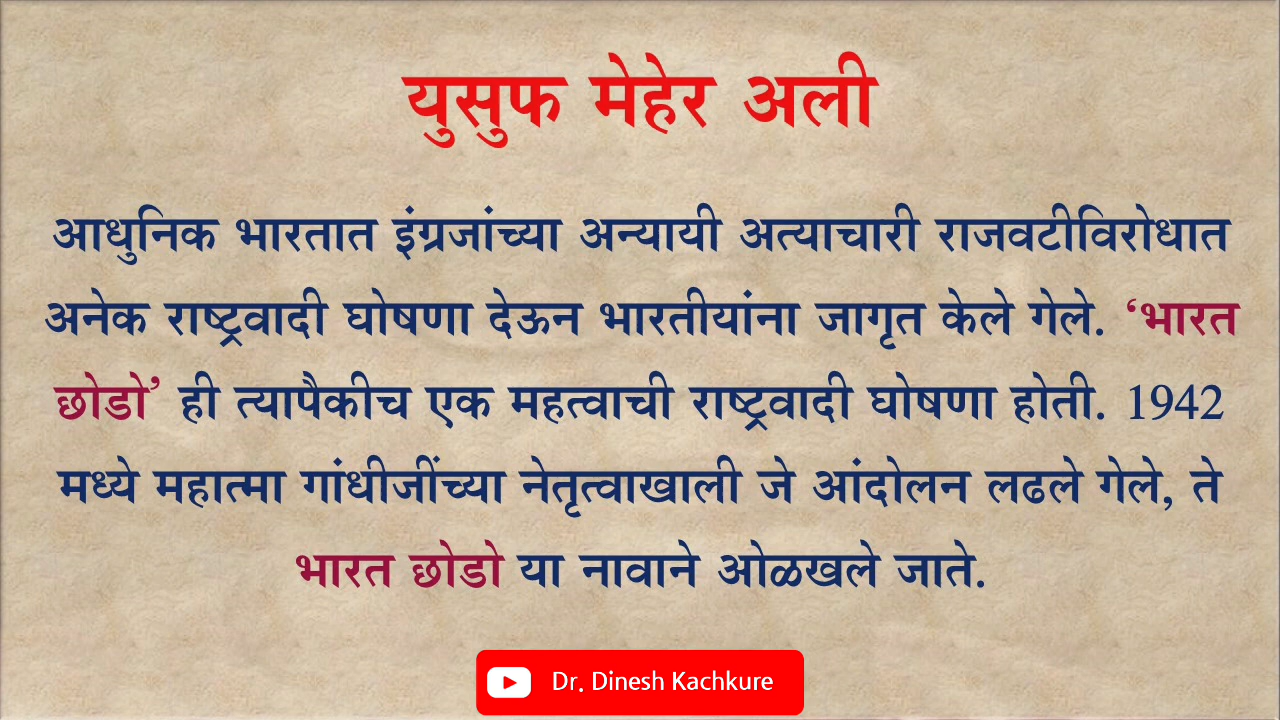 युसुफ मेहेर अली
आधुनिक भारतात इंग्रजांच्या अन्यायी अत्याचारी राजवटीविरोधात
अनेक राष्ट्रवादी घोषणा देऊन भारतीयांना जागृत केले गेले. ‘भारत
छोडो’ ही त्यापैकीच एक महत्वाची राष्ट्रवादी घोषणा होती. 1942
मध्ये महात्मा गांधीजींच्या नेतृत्वाखाली जे आंदोलन लढले गेले, ते
भारत छोडो या नावाने ओळखले जाते.
Dr. Dinesh Kachkure